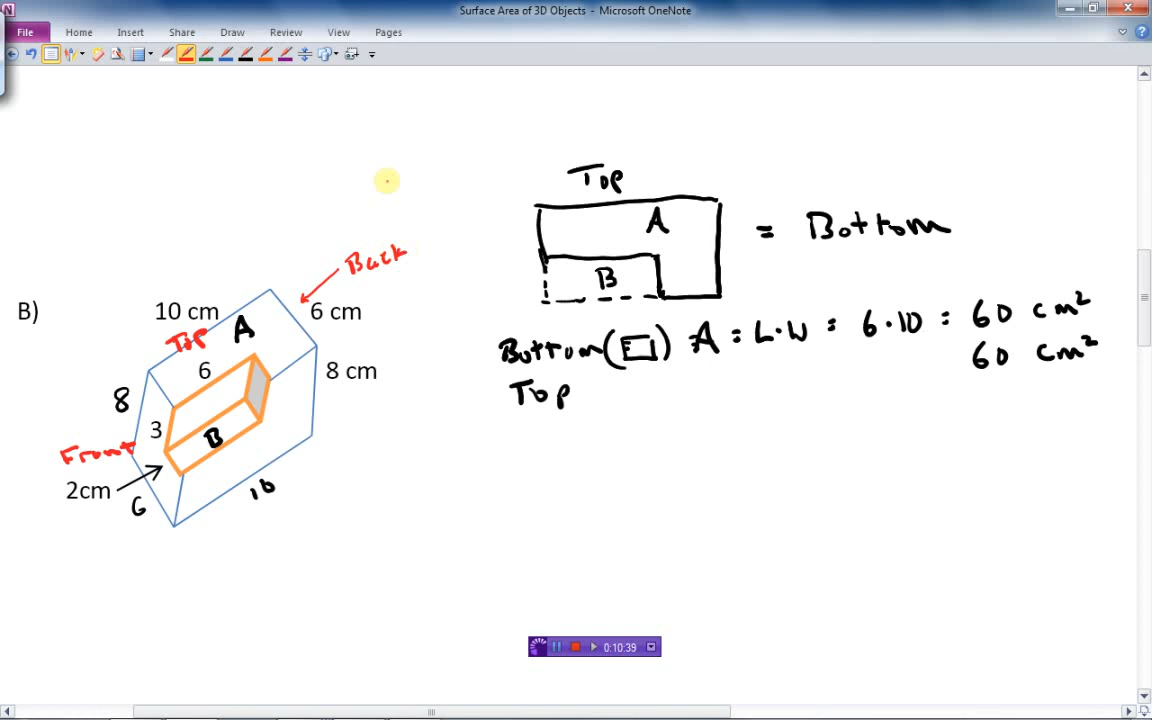 Surface Area of 3D Objects - Microsoft OneNote
File Home Insert Share Draw Review View Pages
Top
A
= Bottom
B
Back
B)
10 cm
6 cm
Top
A
6
8 cm
8
3
B
Front
2cm
6
10
Bottom( ) A = L·W = 6·10 = 60 cm²
Top 60 cm²
0:10:39